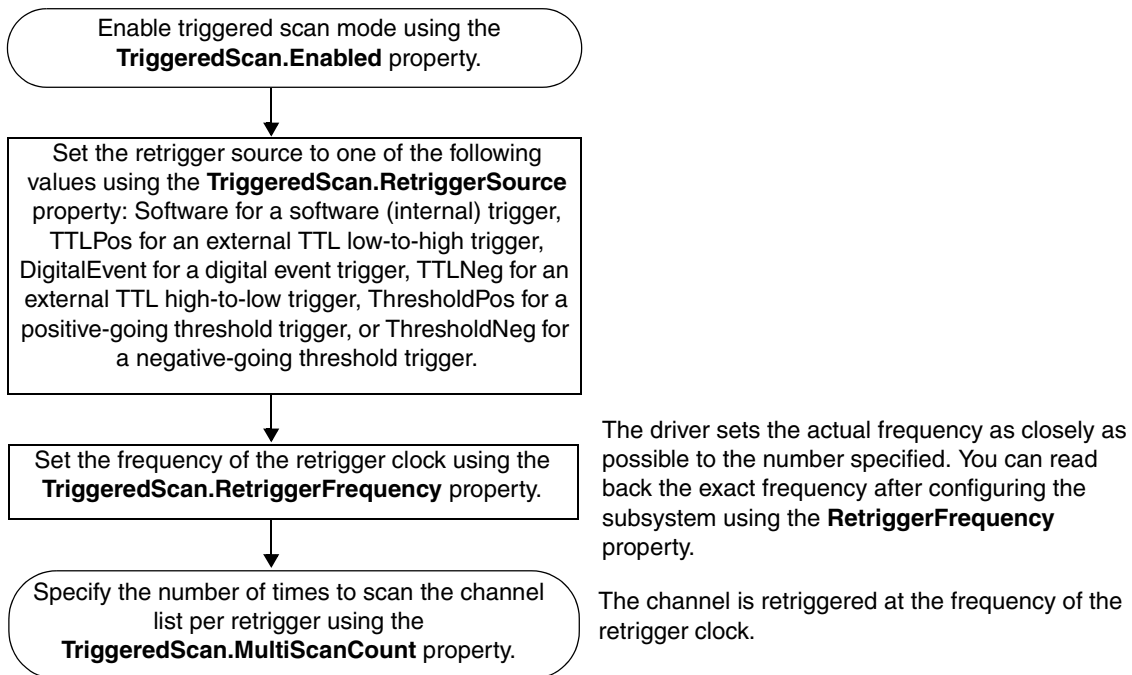 Enable triggered scan mode using the
TriggeredScan.Enabled property.
Set the retrigger source to one of the following
values using the TriggeredScan.RetriggerSource
property: Software for a software (internal) trigger,
TTLPos for an external TTL low-to-high trigger,
DigitalEvent for a digital event trigger, TTLNeg for an
external TTL high-to-low trigger, ThresholdPos for a
positive-going threshold trigger, or ThresholdNeg for
a negative-going threshold trigger.
Set the frequency of the retrigger clock using the
TriggeredScan.RetriggerFrequency property.
The driver sets the actual frequency as closely as
possible to the number specified. You can read
back the exact frequency after configuring the
subsystem using the RetriggerFrequency
property.
Specify the number of times to scan the channel
list per retrigger using the
TriggeredScan.MultiScanCount property.
The channel is retriggered at the frequency of the
retrigger clock.